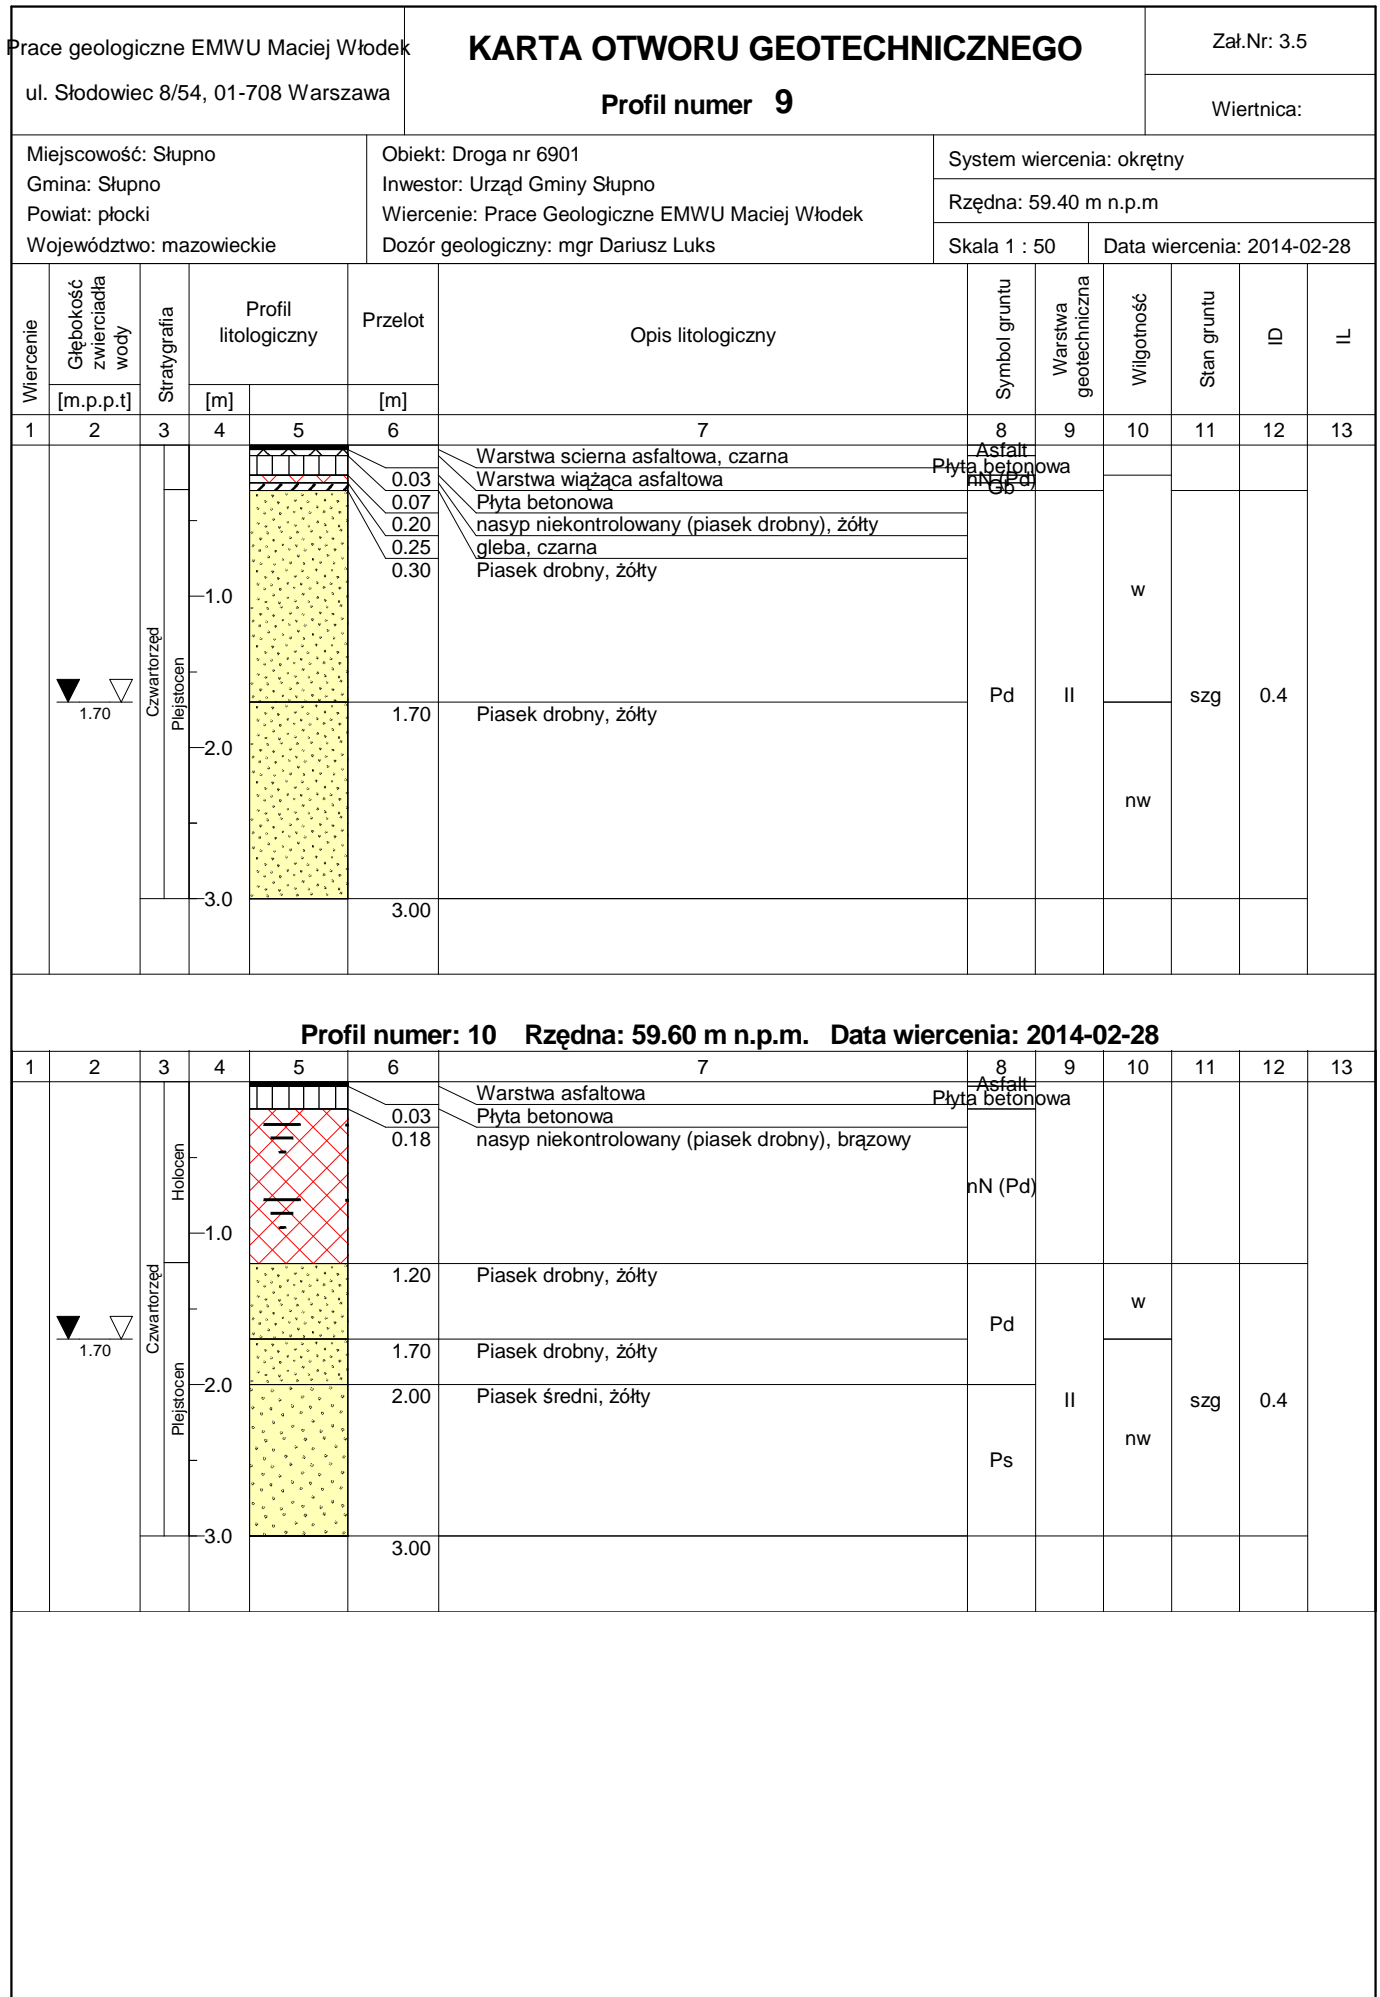 Prace geologiczne EMWU Maciej Włodek
ul. Słodowiec 8/54, 01-708 Warszawa
KARTA OTWORU GEOTECHNICZNEGO
Profil numer 9
Zał.Nr: 3.5
Wiertnica:
Miejscowość: Słupno
Gmina: Słupno
Powiat: płocki
Województwo: mazowieckie
Obiekt: Droga nr 6901
Inwestor: Urząd Gminy Słupno
Wiercenie: Prace Geologiczne EMWU Maciej Włodek
Dozór geologiczny: mgr Dariusz Luks
System wiercenia: okrętny
Rzędna: 59.40 m n.p.m
Skala 1 : 50
Data wiercenia: 2014-02-28
Wiercenie
Głębokość zwierciadła wody
[m.p.p.t]
Stratygrafia
Profil litologiczny
[m]
Przelot
[m]
Opis litologiczny
Symbol gruntu
Warstwa geotechniczna
Wilgotność
Stan gruntu
ID
IL
1 2 3 4 5 6 7 8 9 10 11 12 13
Warstwa scierna asfaltowa, czarna
Asfalt
0.03 Warstwa wiążąca asfaltowa
Płyta betonowa
0.07 Płyta betonowa
nN (Pd)
Gb
0.20 nasyp niekontrolowany (piasek drobny), żółty
0.25 gleba, czarna
0.30 Piasek drobny, żółty
1.0
w
Czwartorzęd
Plejstocen
1.70
Pd II szg 0.4
1.70 Piasek drobny, żółty
2.0
nw
3.0
3.00
Profil numer: 10 Rzędna: 59.60 m n.p.m. Data wiercenia: 2014-02-28
1 2 3 4 5 6 7 8 9 10 11 12 13
Warstwa asfaltowa
Asfalt
Płyta betonowa
0.03 Płyta betonowa
0.18 nasyp niekontrolowany (piasek drobny), brązowy
Holocen
nN (Pd)
1.0
1.20 Piasek drobny, żółty
w
Czwartorzęd
Pd
1.70
1.70 Piasek drobny, żółty
Plejstocen
2.0
2.00 Piasek średni, żółty
II szg 0.4
nw
Ps
3.0
3.00